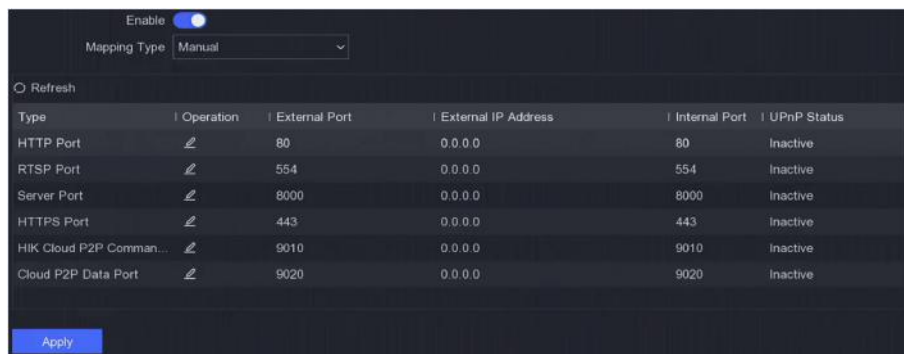 Enable
Mapping Type Manual
Refresh
Type Operation External Port External IP Address Internal Port UPnP Status
HTTP Port 80 0.0.0.0 80 Inactive
RTSP Port 554 0.0.0.0 554 Inactive
Server Port 8000 0.0.0.0 8000 Inactive
HTTPS Port 443 0.0.0.0 443 Inactive
HIK Cloud P2P Comman... 9010 0.0.0.0 9010 Inactive
Cloud P2P Data Port 9020 0.0.0.0 9020 Inactive
Apply